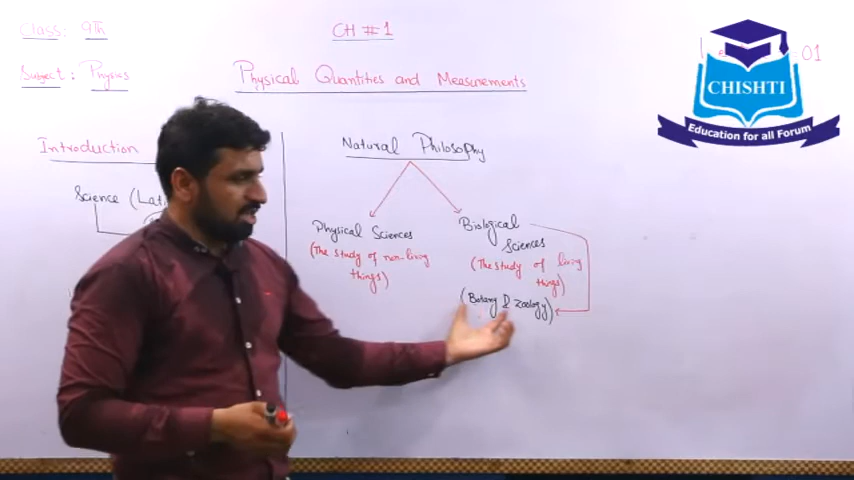 Class: 9th
CH #1
01
Subject: Physics
Physical Quantities and Measurements
CHISHTI
Education for all Forum
Introduction
Natural Philosophy
Science
Physical Sciences
(The study of non-living
things)
Biological
Sciences
(The study of living
things)
(Botany & Zoology)